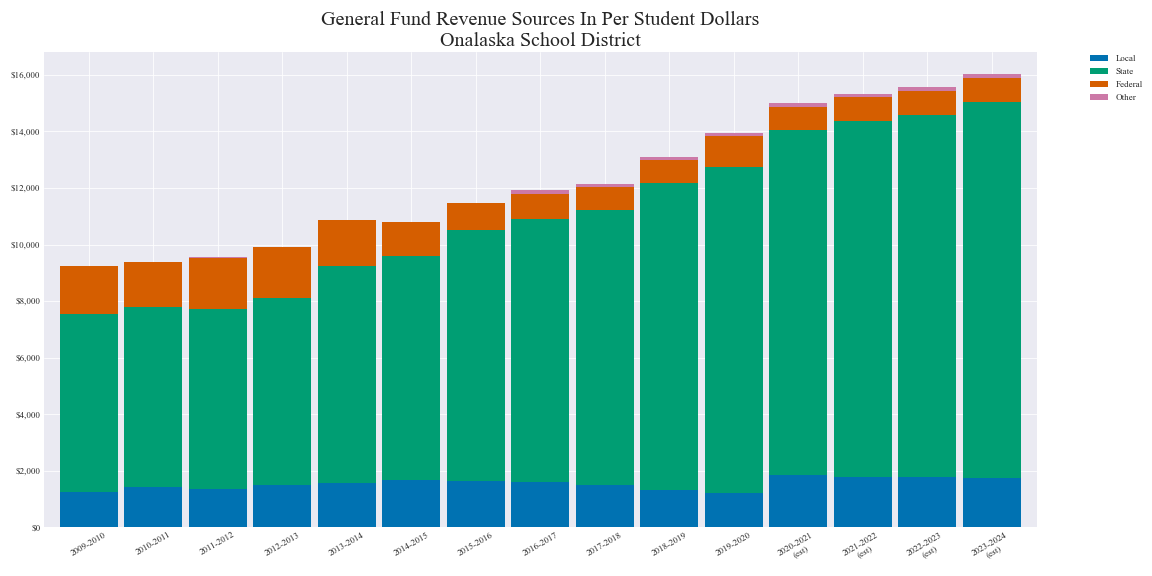 General Fund Revenue Sources In Per Student Dollars
Onalaska School District
Local
State
Federal
Other
$16,000
$14,000
$12,000
$10,000
$8,000
$6,000
$4,000
$2,000
$0
2009-2010
2010-2011
2011-2012
2012-2013
2013-2014
2014-2015
2015-2016
2016-2017
2017-2018
2018-2019
2019-2020
2020-2021
(est)
2021-2022
(est)
2022-2023
(est)
2023-2024
(est)